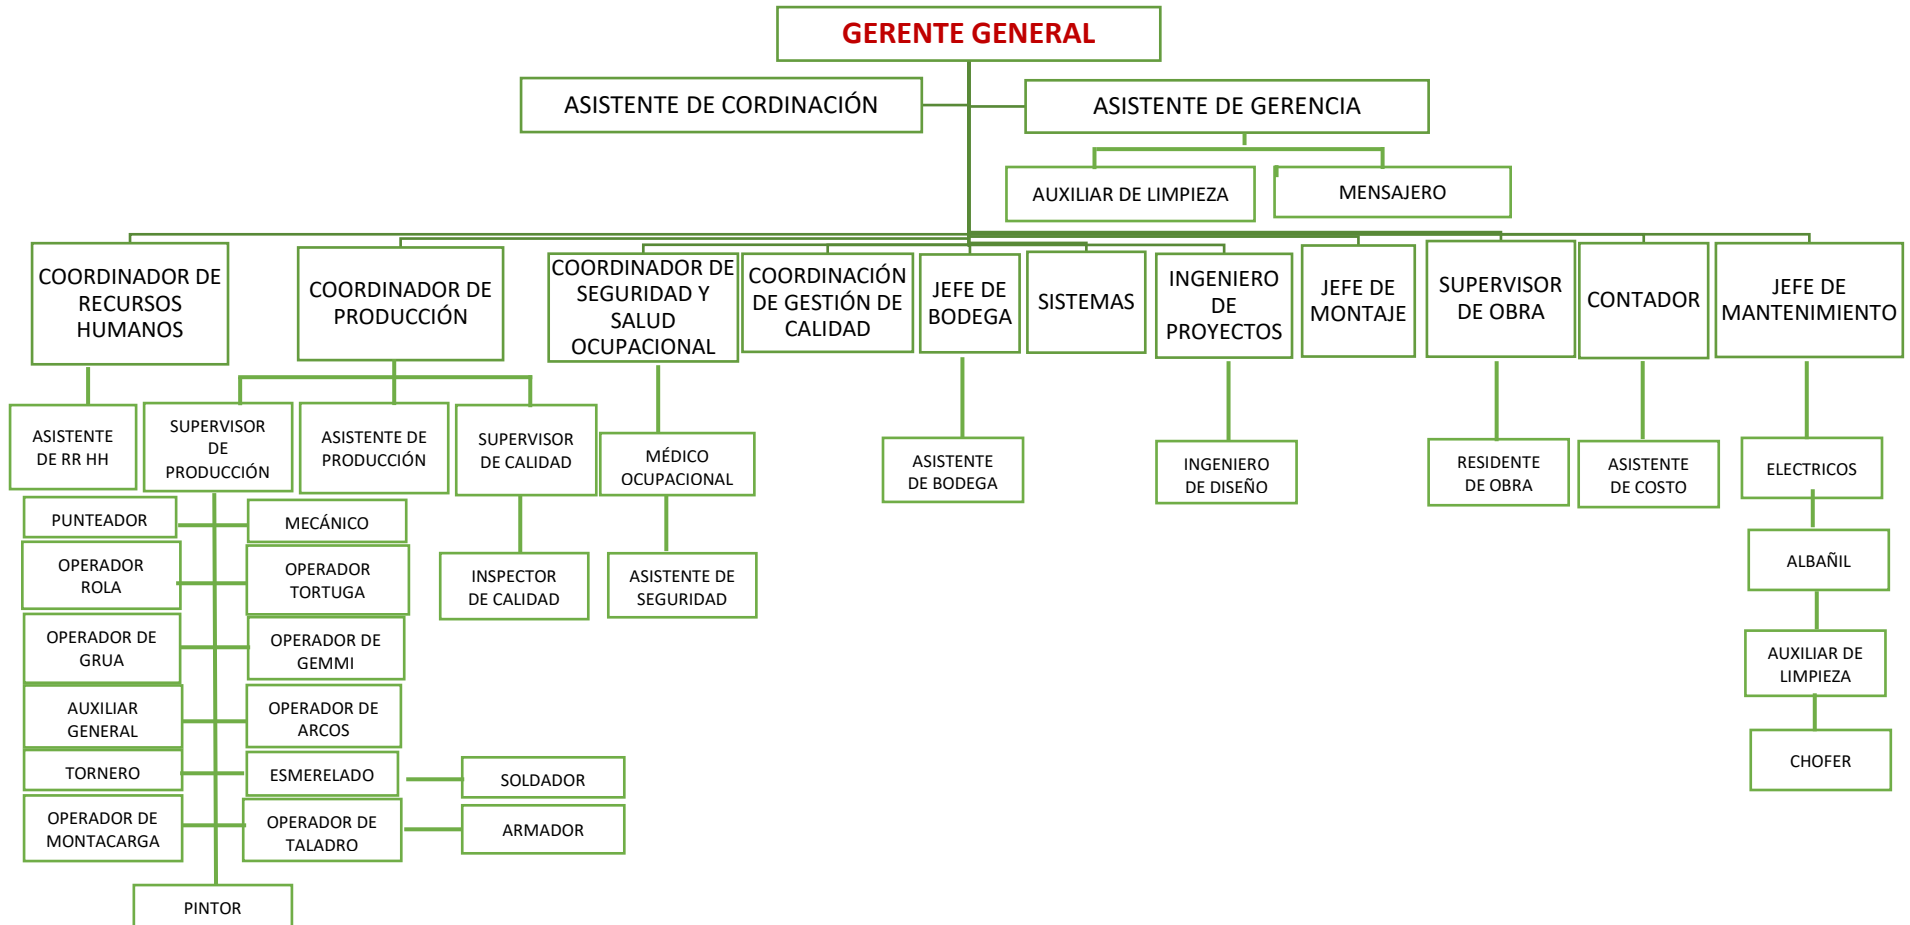 GERENTE GENERAL
ASISTENTE DE CORDINACIÓN
ASISTENTE DE GERENCIA
AUXILIAR DE LIMPIEZA
MENSAJERO
COORDINADOR DE
RECURSOS
HUMANOS
COORDINADOR DE
PRODUCCIÓN
COORDINADOR DE
SEGURIDAD Y
SALUD
OCUPACIONAL
COORDINACIÓN
DE GESTIÓN DE
CALIDAD
JEFE DE
BODEGA
SISTEMAS
INGENIERO
DE
PROYECTOS
JEFE DE
MONTAJE
SUPERVISOR
DE OBRA
CONTADOR
JEFE DE
MANTENIMIENTO
ASISTENTE
DE RR HH
SUPERVISOR
DE
PRODUCCIÓN
ASISTENTE DE
PRODUCCIÓN
SUPERVISOR
DE CALIDAD
MÉDICO
OCUPACIONAL
ASISTENTE
DE BODEGA
INGENIERO
DE DISEÑO
RESIDENTE
DE OBRA
ASISTENTE
DE COSTO
ELECTRICOS
PUNTEADOR
MECÁNICO
OPERADOR
ROLA
OPERADOR
TORTUGA
INSPECTOR
DE CALIDAD
ASISTENTE DE
SEGURIDAD
ALBAÑIL
OPERADOR DE
GRUA
OPERADOR DE
GEMMI
AUXILIAR DE
LIMPIEZA
AUXILIAR
GENERAL
OPERADOR DE
ARCOS
CHOFER
TORNERO
ESMERELADO
SOLDADOR
OPERADOR DE
MONTACARGA
OPERADOR DE
TALADRO
ARMADOR
PINTOR